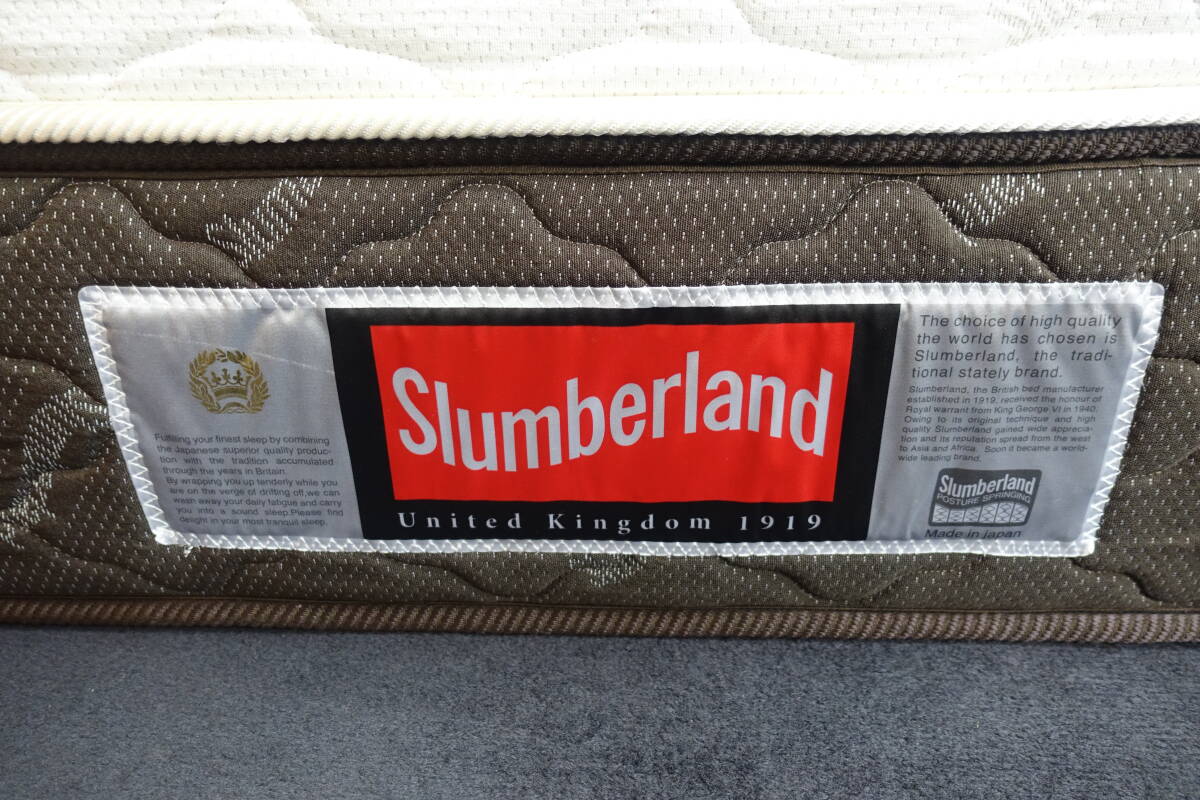 Fulfilling your finest sleep by combining
the Japanese superior quality produc-
tion with the tradition accumulated
through the years in Britain.
By wrapping you up tenderly while you
are on the verge of drifting off,we can
wash away your daily fatigue and carry
you into a sound sleep.Please find
delight in your most tranquil sleep.
Slumberland
United Kingdom 1919
The choice of high quality
the world has chosen is
Slumberland, the tradi-
tional stately brand.
Slumberland, the British bed manufacturer
established in 1919, received the honour of
Royal warrant from King George VI in 1940.
Owing to its original technique and high
quality Slumberland gained wide apprecia-
tion and its reputation spread from the west
to Asia and Africa. Soon it became a world-
wide leading brand.
Slumberland
POSTURE SPRINGING
Made in Japan